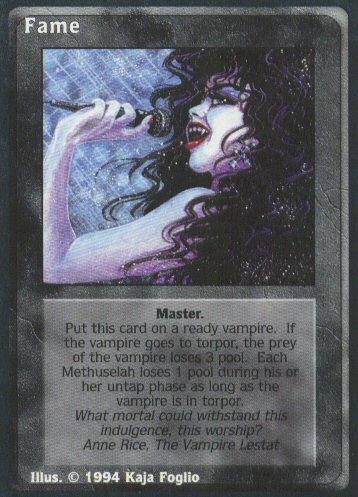 Fame
Master.
Put this card on a ready vampire. If
the vampire goes to torpor, the prey
of the vampire loses 3 pool. Each
Methuselah loses 1 pool during his or
her untap phase as long as the
vampire is in torpor.
What mortal could withstand this
indulgence, this worship?
Anne Rice, The Vampire Lestat
Illus. © 1994 Kaja Foglio